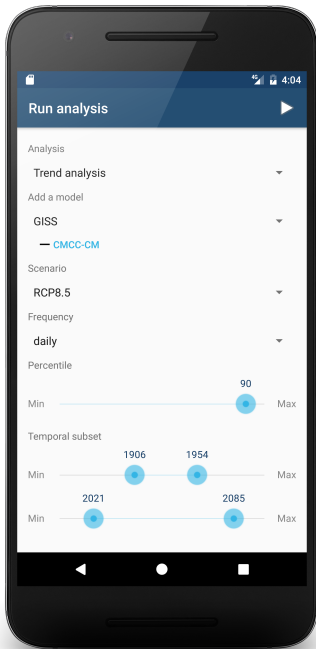 4G 4:04
Run analysis
Analysis
Trend analysis
Add a model
GISS
CMCC-CM
Scenario
RCP8.5
Frequency
daily
Percentile
90
Min Max
Temporal subset
1906 1954
Min Max
2021 2085
Min Max